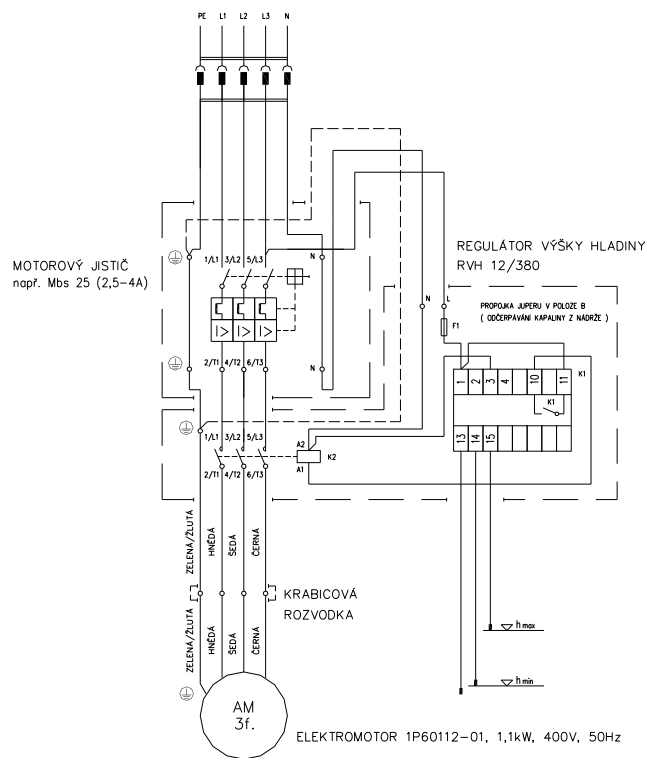 PE L1 L2 L3 N
MOTOROVÝ JISTIČ
např. Mbs 25 (2,5-4A)
1/L1 3/L2 5/L3
N
I> I> I>
2/T1 4/T2 6/T3
N
REGULÁTOR VÝŠKY HLADINY
RVH 12/380
N L
PROPOJKA JUPERU V POLOZE B
( ODČERPÁVÁNÍ KAPALINY Z NÁDRŽE )
F1
1 2 3 4 10 11 K1
K1
13 14 15
1/L1 3/L2 5/L3
A2
K2
A1
2/T1 4/T2 6/T3
ZELENÁ/ŽLUTÁ
HNĚDÁ
ŠEDÁ
ČERNÁ
KRABICOVÁ
ROZVODKA
ZELENÁ/ŽLUTÁ
HNĚDÁ
ŠEDÁ
ČERNÁ
h max
h min
AM
3f.
ELEKTROMOTOR 1P60112-01, 1,1kW, 400V, 50Hz